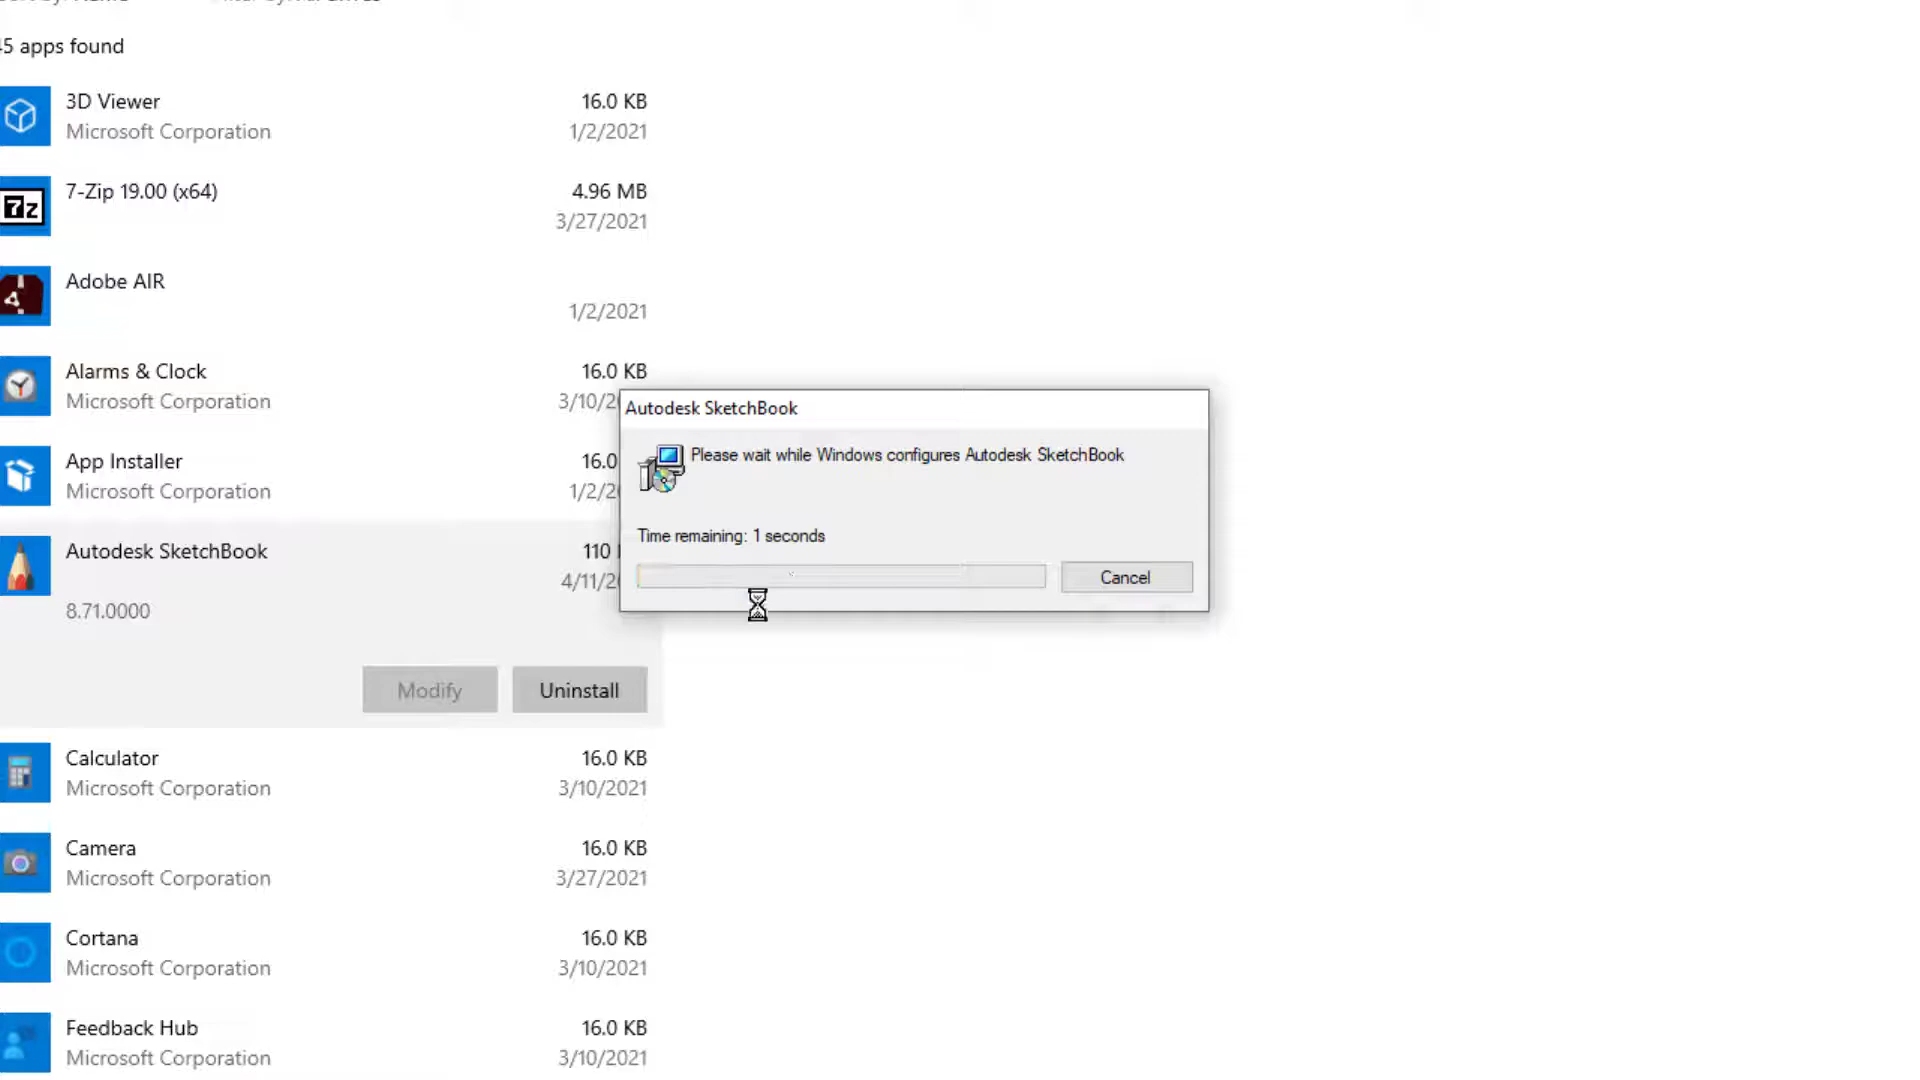 5 apps found
3D Viewer
16.0 KB
Microsoft Corporation
1/2/2021
7z
7-Zip 19.00 (x64)
4.96 MB
3/27/2021
Adobe AIR
1/2/2021
Alarms & Clock
16.0 KB
Microsoft Corporation
3/10/2
App Installer
16.0
Microsoft Corporation
1/2/2
Autodesk SketchBook
110
4/11/2
8.71.0000
Modify
Uninstall
Autodesk SketchBook
Please wait while Windows configures Autodesk SketchBook
Time remaining: 1 seconds
Cancel
Calculator
16.0 KB
Microsoft Corporation
3/10/2021
Camera
16.0 KB
Microsoft Corporation
3/27/2021
Cortana
16.0 KB
Microsoft Corporation
3/10/2021
Feedback Hub
16.0 KB
Microsoft Corporation
3/10/2021